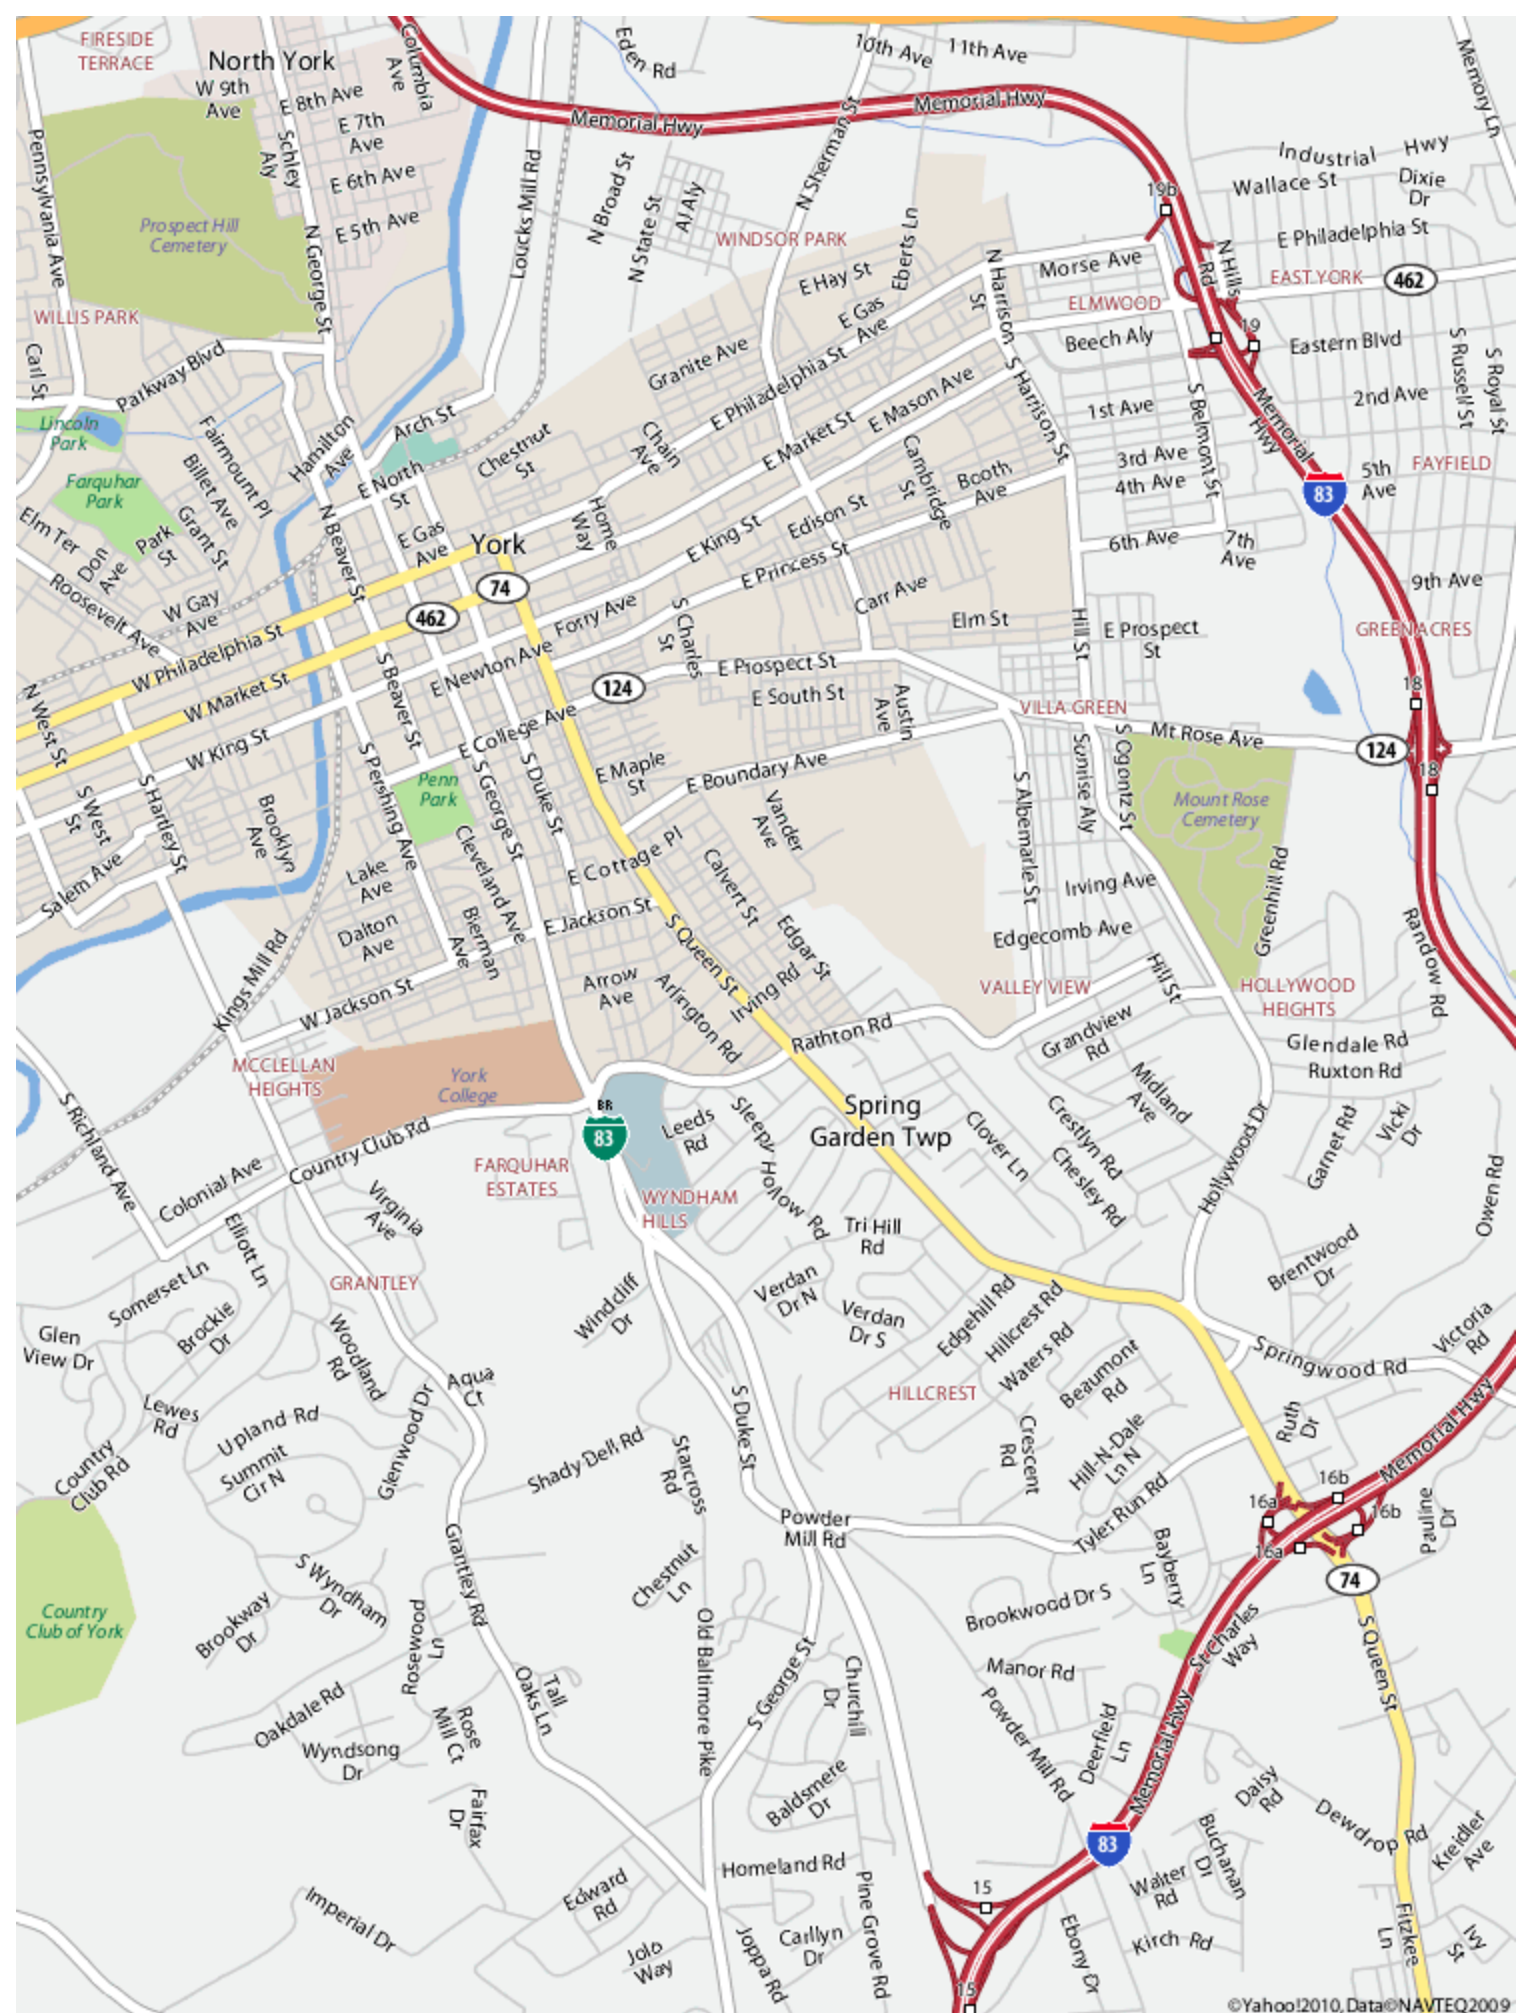 FIRESIDE
TERRACE
North York
W 9th
Ave
Columbia
Ave
Eden Rd
10th Ave
11th Ave
Memory Ln
E 8th Ave
E 7th
Ave
Schley
Aly
E 6th Ave
E 5th Ave
Pennsylvania Ave
Prospect Hill
Cemetery
N George St
Loucks Mill Rd
Memorial Hwy
Memorial Hwy
N Sherman St
N Broad St
N State St
AJ Aly
WINDSOR PARK
Eberts Ln
Industrial Hwy
Wallace St
Dixie
Dr
19b
E Philadelphia St
N Hills
Rd
EAST YORK
462
Morse Ave
N Harrison
St
ELMWOOD
E Hay St
E Gas
Ave
WILLIS PARK
Carl St
Parkway Blvd
Granite Ave
E Philadelphia St
Beech Aly
19
Eastern Blvd
S Russell St
S Royal St
2nd Ave
1st Ave
S Harrison St
S Belmont St
Memorial
Hwy
Lincoln
Park
Fairmount Pl
Hamilton
Ave
Arch St
Chestnut
St
Chain
Ave
E Market St
E Mason Ave
3rd Ave
4th Ave
FAYFIELD
5th
Ave
83
Farquhar
Park
Billet Ave
Grant St
Park
St
Elm Ter
Don
Ave
E North
St
N Beaver St
E Gas
Ave
York
Home
Way
Cambridge
St
Booth
Ave
Edison St
E King St
E Princess St
6th Ave
7th
Ave
9th Ave
Roosevelt Ave
W Gay
Ave
W Philadelphia St
462
74
Forry Ave
S Charles
St
Carr Ave
Elm St
Hill St
E Prospect
St
GREENACRES
N West St
W Market St
S Beaver St
E Newton Ave
124
E Prospect St
E South St
Austin
Ave
VILLA GREEN
18
Mt Rose Ave
124
18
W King St
E College Ave
S Pershing Ave
S George St
S Duke St
E Maple
St
E Boundary Ave
S Ogontz St
Sunrise Aly
S Albemarle St
Mount Rose
Cemetery
S West
St
S Hartley St
Penn
Park
Brooklyn
Ave
Vander
Ave
Salem Ave
Lake
Ave
Cleveland Ave
E Cottage Pl
Calvert St
Irving Ave
Greenhill Rd
Dalton
Ave
Bierman
Ave
E Jackson St
S Queen St
Edgar St
Edgecomb Ave
Randow Rd
Kings Mill Rd
W Jackson St
Arrow
Ave
Arlington Rd
Irving Rd
VALLEY VIEW
Hill St
HOLLYWOOD
HEIGHTS
Rathton Rd
Grandview
Rd
Glendale Rd
Ruxton Rd
MCCLELLAN
HEIGHTS
York
College
BR
83
Leeds
Rd
Sleepy Hollow Rd
Spring
Garden Twp
Midland
Ave
Clover Ln
Crestlyn Rd
Chesley Rd
Hollywood Dr
Garnet Rd
Vicki
Dr
S Richland Ave
Country Club Rd
Colonial Ave
FARQUHAR
ESTATES
WYNDHAM
HILLS
Tri Hill
Rd
Owen Rd
Virginia
Ave
Elliott Ln
Somerset Ln
GRANTLEY
Windcliff
Dr
Verdan
Dr N
Verdan
Dr S
Edgehill Rd
Hillcrest Rd
Brentwood
Dr
Glen
View Dr
Brockie
Dr
Woodland
Rd
Waters Rd
Beaumont
Rd
Springwood Rd
Victoria
Rd
Aqua
Ct
HILLCREST
Lewes
Rd
Upland Rd
Glenwood Dr
S Duke St
Crescent
Rd
Hill-N-Dale
Ln N
Ruth
Dr
Memorial Hwy
Country
Club Rd
Summit
Cir N
Shady Dell Rd
Starcross
Rd
16b
16a
16b
16a
Pauline
Dr
Powder
Mill Rd
Tyler Run Rd
Grantley Rd
S Wyndham
Dr
Chestnut
Ln
Bayberry
Ln
74
Country
Club of York
Brookway
Dr
Rosewood
Ln
Old Baltimore Pike
Brookwood Dr S
St Charles
Way
S Queen St
Oakdale Rd
Tall
Oaks Ln
S George St
Churchill
Dr
Manor Rd
Powder Mill Rd
Deerfield
Ln
Memorial Hwy
Wyndsong
Dr
Rose
Mill Ct
Fairfax
Dr
Baldsmere
Dr
Daisy
Rd
Dewdrop Rd
Kreidler
Ave
83
Buchanan
Dr
Walter
Rd
Homeland Rd
Imperial Dr
Edward
Rd
Pine Grove Rd
15
Ebony Dr
Kirch Rd
Fitzkee
Ln
Ivy
St
Jolo
Way
Joppa Rd
Carllyn
Dr
15
©Yahoo!2010, Data©NAVTEQ2009